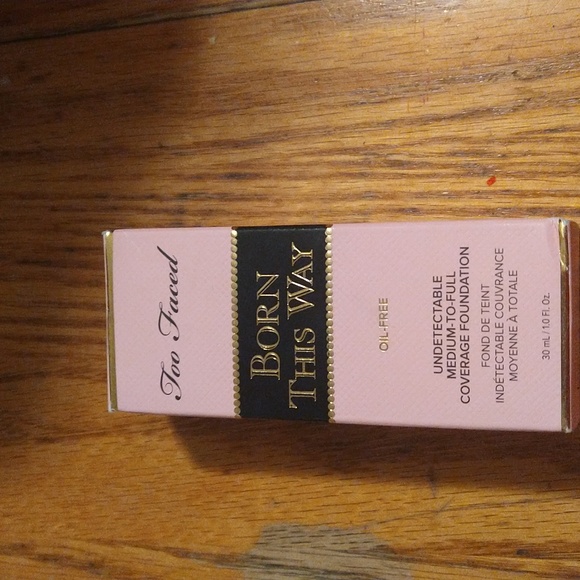 Too Faced
BORN
THIS WAY
OIL-FREE
UNDETECTABLE
MEDIUM-TO-FULL
COVERAGE FOUNDATION
FOND DE TEINT
INDÉTECTABLE COUVRANCE
MOYENNE À TOTALE
30 mL / 1.0 Fl. Oz.